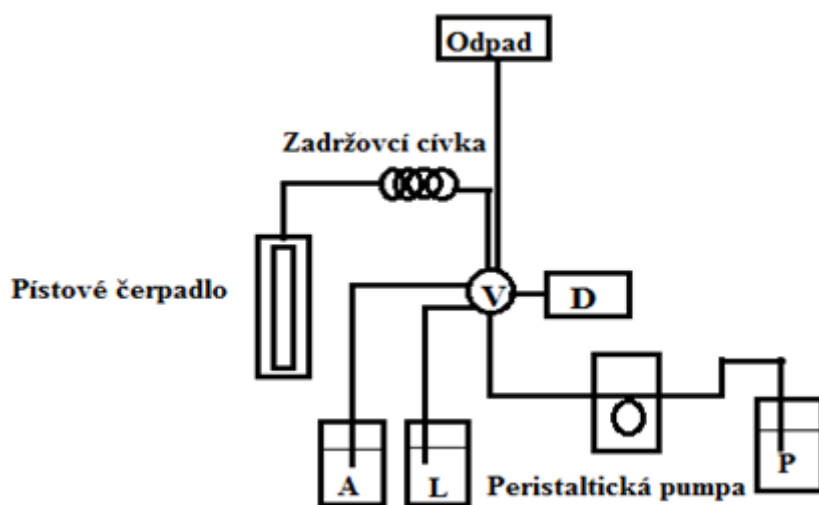 Odpad
Zadržovcí cívka
Pístové čerpadlo
V
D
A
L
Peristaltická pumpa
P